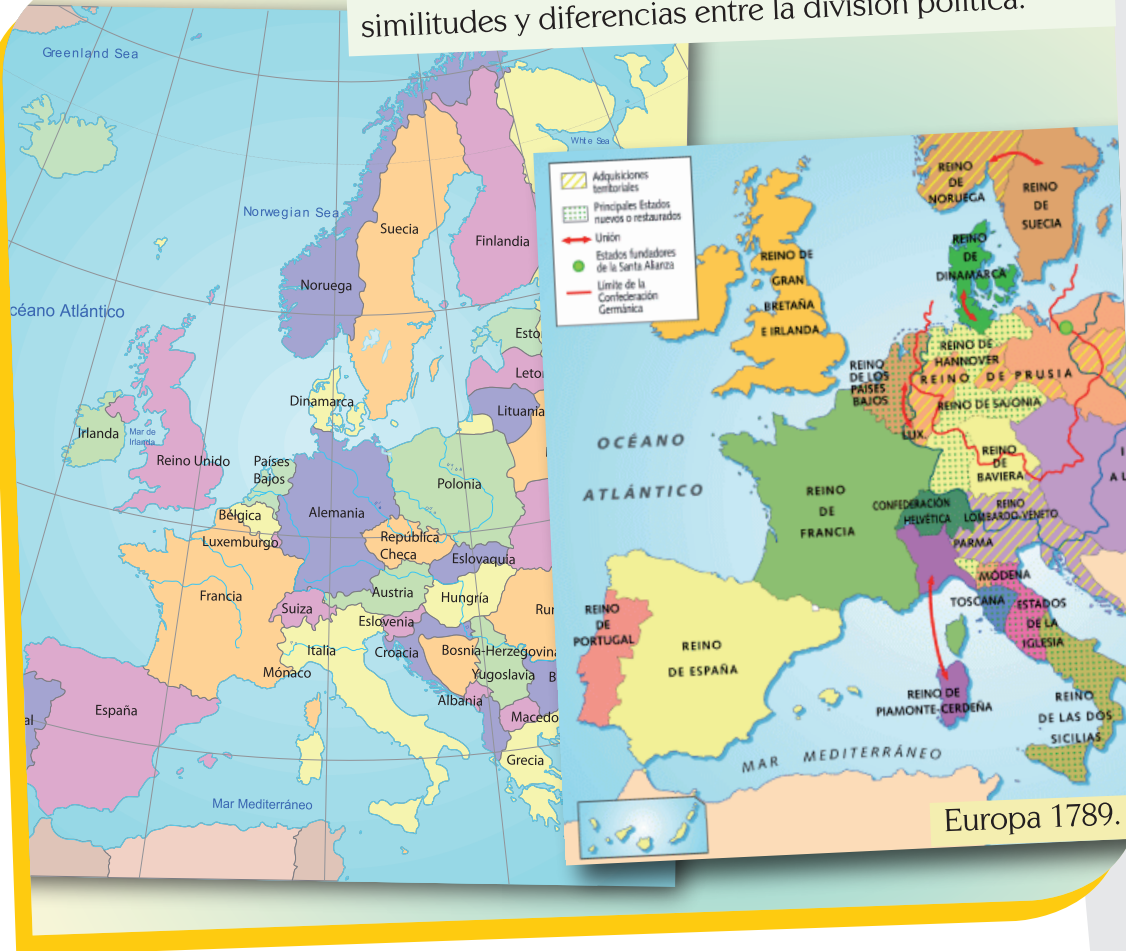 similitudes y diferencias entre la división política.
Greenland Sea
White Sea
Norwegian Sea
Suecia
Finlandia
Noruega
céano Atlántico
Esto
Leto
Dinamarca
Lituania
Irlanda
Mar de
Irlanda
Reino Unido
Países
Bajos
Polonia
Bélgica
Alemania
Luxemburgo
República
Checa
Eslovaquia
Francia
Austria
Hungría
Suiza
Rur
Eslovenia
Italia
Croacia
Bosnia-Herzegovina
Mónaco
Yugoslavia
B
Albania
España
al
Macedo
Grecia
Mar Mediterráneo
Adquisiciones
territoriales
Principales Estados
nuevos o restaurados
Unión
Estados fundadores
de la Santa Alianza
Límite de la
Confederación
Germánica
REINO
DE
NORUEGA
REINO
DE
SUECIA
REINO
DE
DINAMARCA
REINO DE
GRAN
BRETAÑA
E IRLANDA
REINO
DE LOS
PAÍSES
BAJOS
REINO DE
HANNOVER
REINO DE PRUSIA
REINO DE SAJONIA
LUX.
OCÉANO
ATLÁNTICO
REINO
DE
BAVIERA
I
A L
REINO
DE
FRANCIA
CONFEDERACIÓN
HELVÉTICA
REINO
LOMBARDO-VENETO
PARMA
MÓDENA
TOSCANA
ESTADOS
DE LA
IGLESIA
REINO
DE
PORTUGAL
REINO
DE ESPAÑA
REINO DE
PIAMONTE-CERDEÑA
REINO
DE LAS DOS
SICILIAS
MAR MEDITERRÁNEO
Europa 1789.